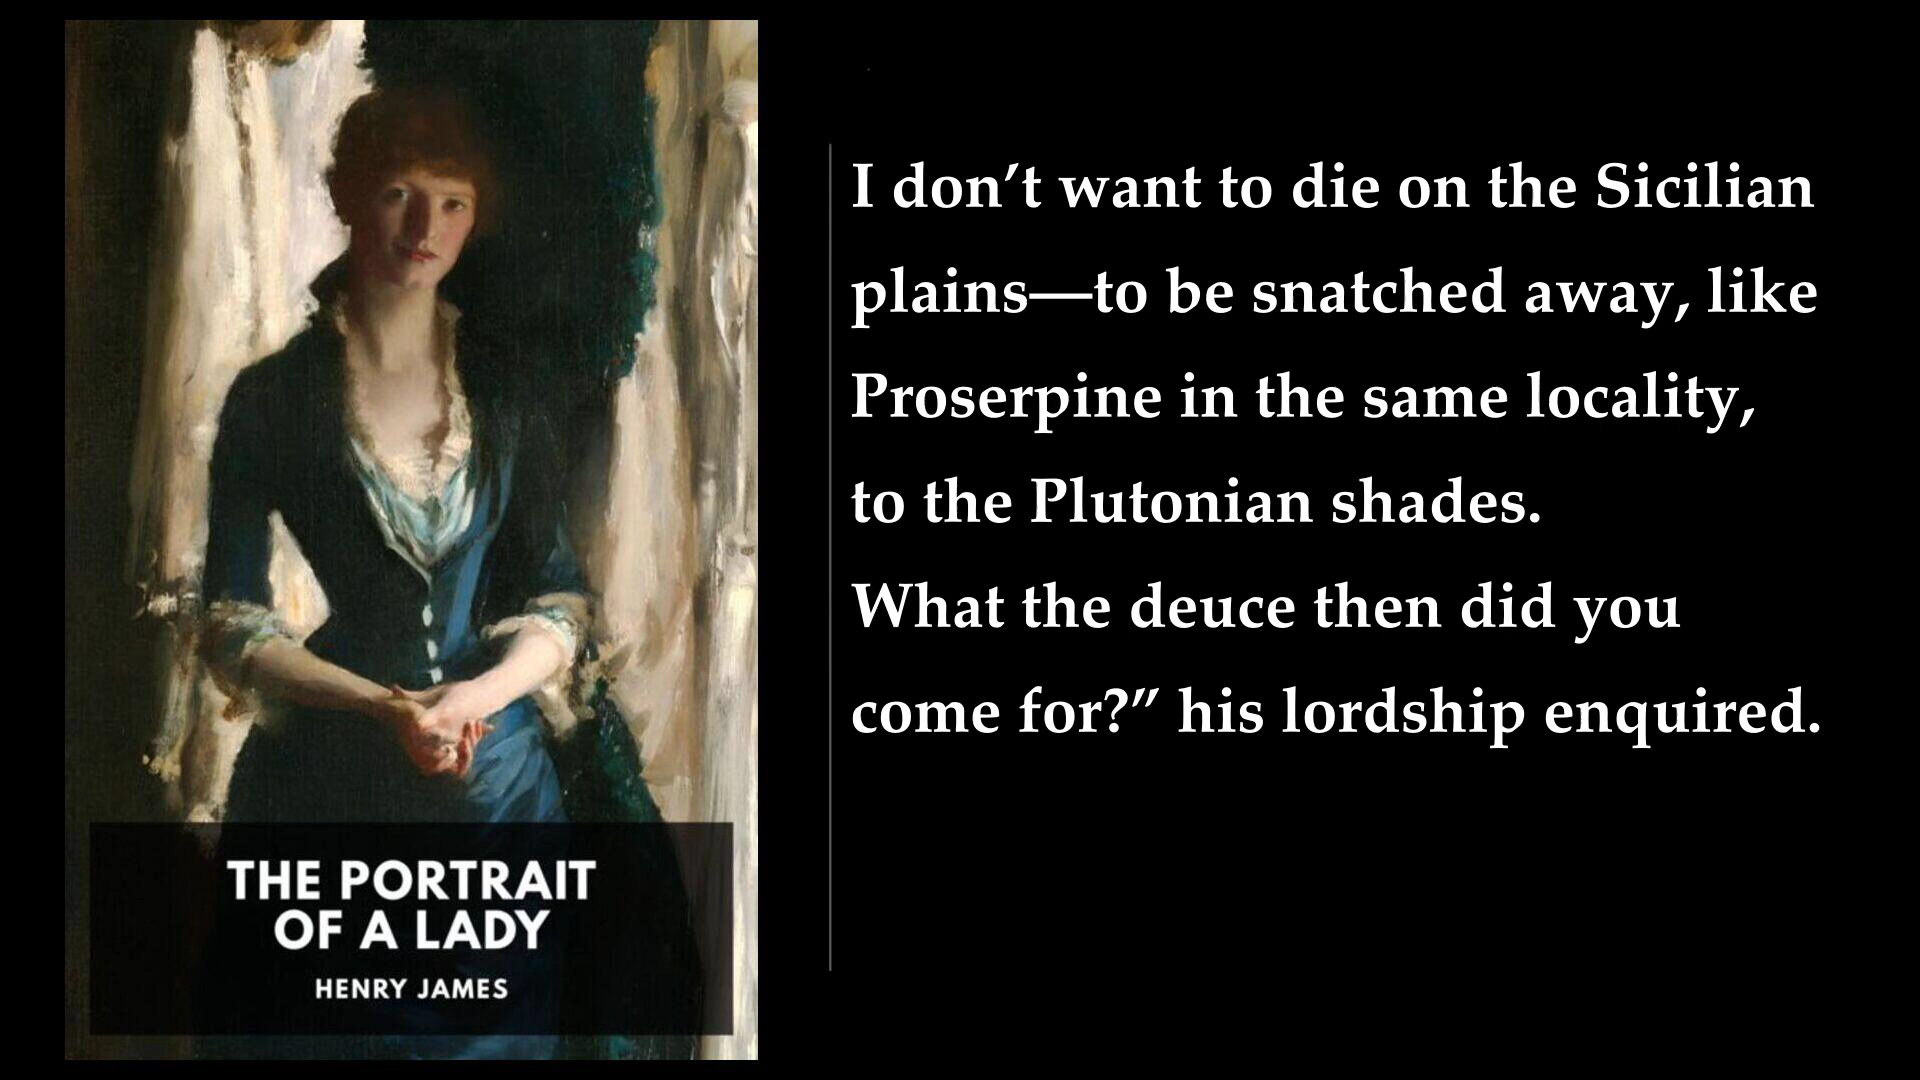 I don’t want to die on the Sicilian
plains—to be snatched away, like
Proserpine in the same locality,
to the Plutonian shades.
What the deuce then did you
come for?” his lordship enquired.
THE PORTRAIT
OF A LADY
HENRY JAMES